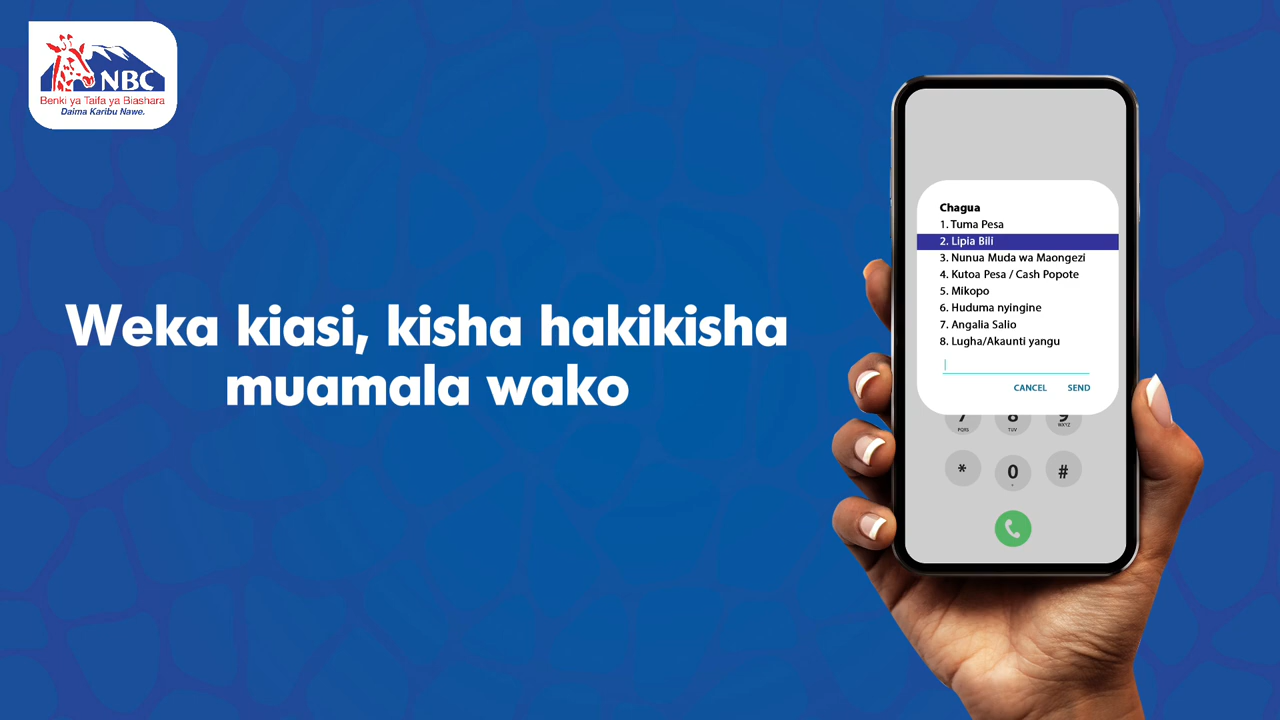 NBC
Benki ya Taifa ya Biashara
Daima Karibu Nawe.
Weka kiasi, kisha hakikisha
muamala wako
Chagua
1. Tuma Pesa
2. Lipia Bili
3. Nunua Muda wa Maongezi
4. Kutoa Pesa / Cash Popote
5. Mikopo
6. Huduma nyingine
7. Angalia Salio
8. Lugha/Akaunti yangu
CANCEL SEND
7 8 9
PQRS TUV WXYZ
* 0 #